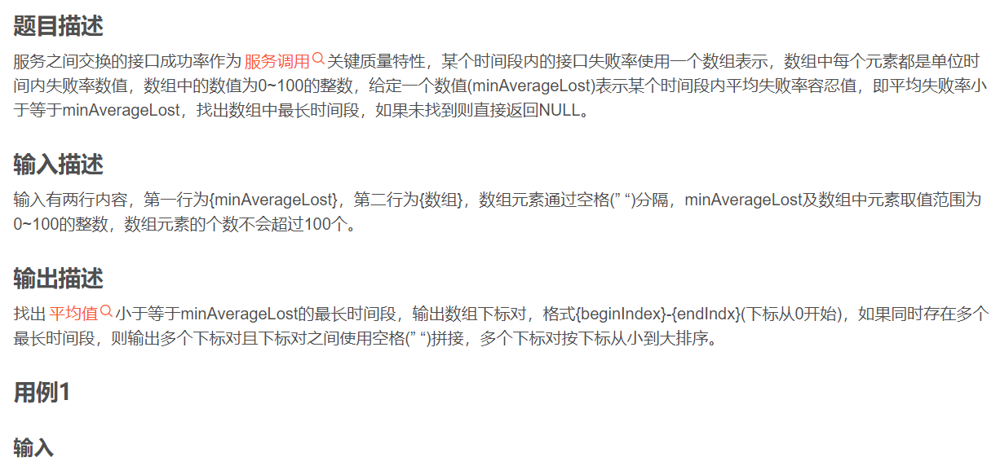 题目描述
服务之间交换的接口成功率作为 服务调用 关键质量特性，某个时间段内的接口失败率使用一个数组表示，数组中每个元素都是单位时
间内失败率数值，数组中的数值为0~100的整数，给定一个数值(minAverageLost)表示某个时间段内平均失败率容忍值，即平均失败率小
于等于minAverageLost，找出数组中最长时间段，如果未找到则直接返回NULL。
输入描述
输入有两行内容，第一行为{minAverageLost}，第二行为{数组}，数组元素通过空格(” “)分隔，minAverageLost及数组中元素取值范围为
0~100的整数，数组元素的个数不会超过100个。
输出描述
找出 平均值 小于等于minAverageLost的最长时间段，输出数组下标对，格式{beginIndex}-{endIndx}(下标从0开始)，如果同时存在多个
最长时间段，则输出多个下标对且下标对之间使用空格(” “)拼接，多个下标对按下标从小到大排序。
用例1
输入